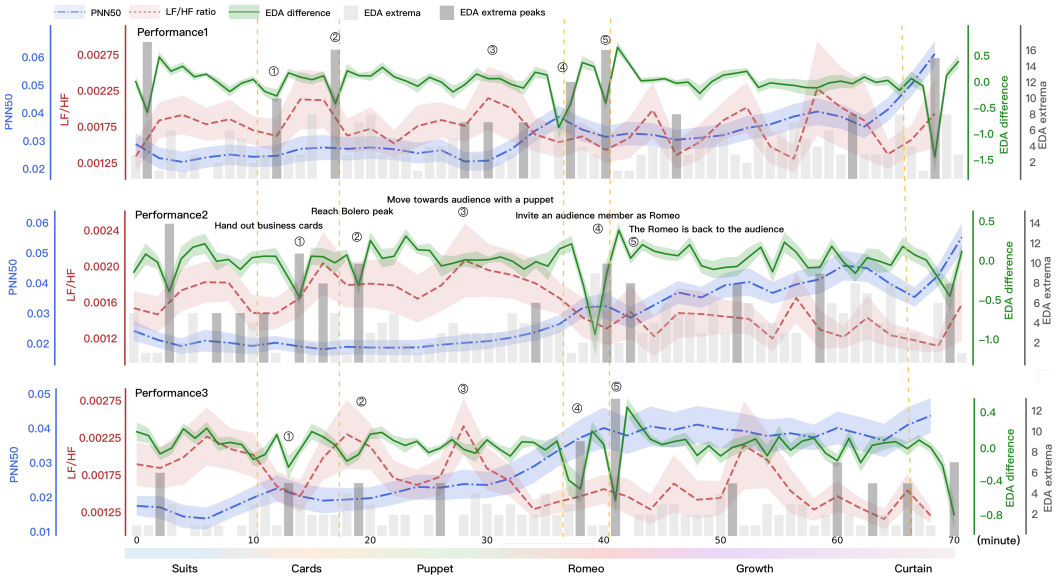 PNN50 LF/HF ratio EDA difference EDA extrema EDA extrema peaks
Performance1
PNN50
0.06
0.05
0.04
0.03
0.02
LF/HF
0.00275
0.00225
0.00175
0.00125
① ② ③ ④ ⑤
EDA difference
0.5
0.0
−0.5
−1.0
−1.5
EDA extrema
16
14
12
10
8
6
4
2
Performance2
PNN50
0.06
0.05
0.04
0.03
0.02
LF/HF
0.0024
0.0020
0.0016
0.0012
Move towards audience with a puppet
Reach Bolero peak
Invite an audience member as Romeo
Hand out business cards
The Romeo is back to the audience
① ② ③ ④ ⑤
EDA difference
0.5
0.0
−0.5
−1.0
EDA extrema
14
12
10
8
6
4
2
Performance3
PNN50
0.05
0.04
0.03
0.02
0.01
LF/HF
0.00275
0.00225
0.00175
0.00125
① ② ③ ④ ⑤
EDA difference
0.4
0.0
−0.4
−0.8
EDA extrema
12
10
8
6
4
2
0 10 20 30 40 50 60 70 (minute)
Suits Cards Puppet Romeo Growth Curtain